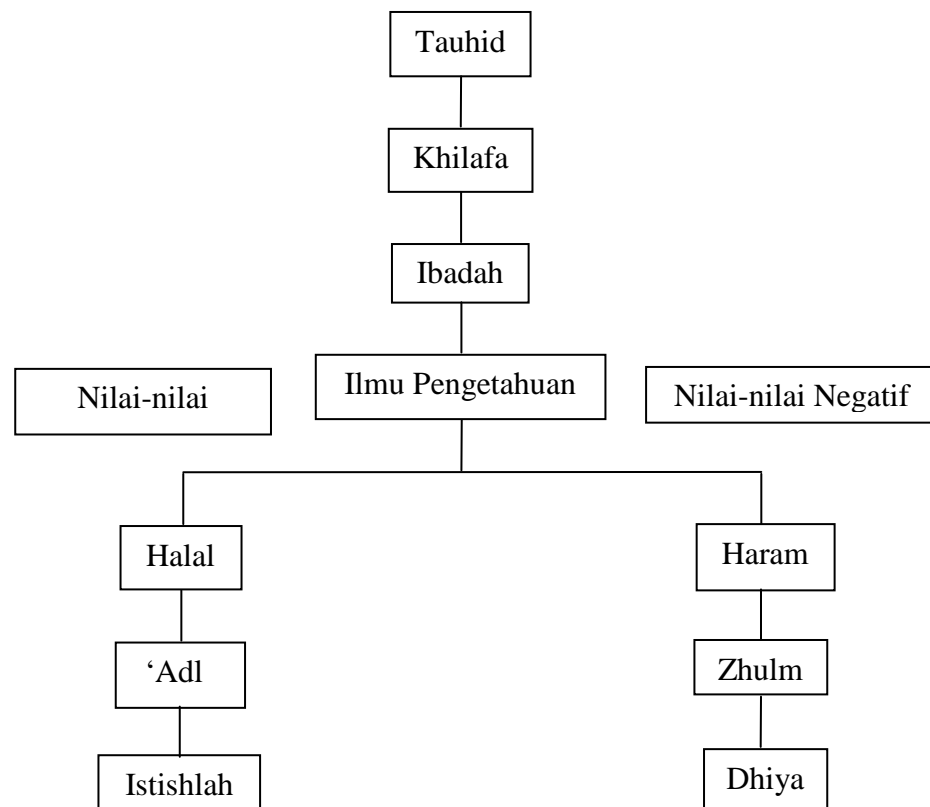 Tauhid
Khilafa
Ibadah
Nilai-nilai
Ilmu Pengetahuan
Nilai-nilai Negatif
Halal
Haram
‘Adl
Zhulm
Istishlah
Dhiya